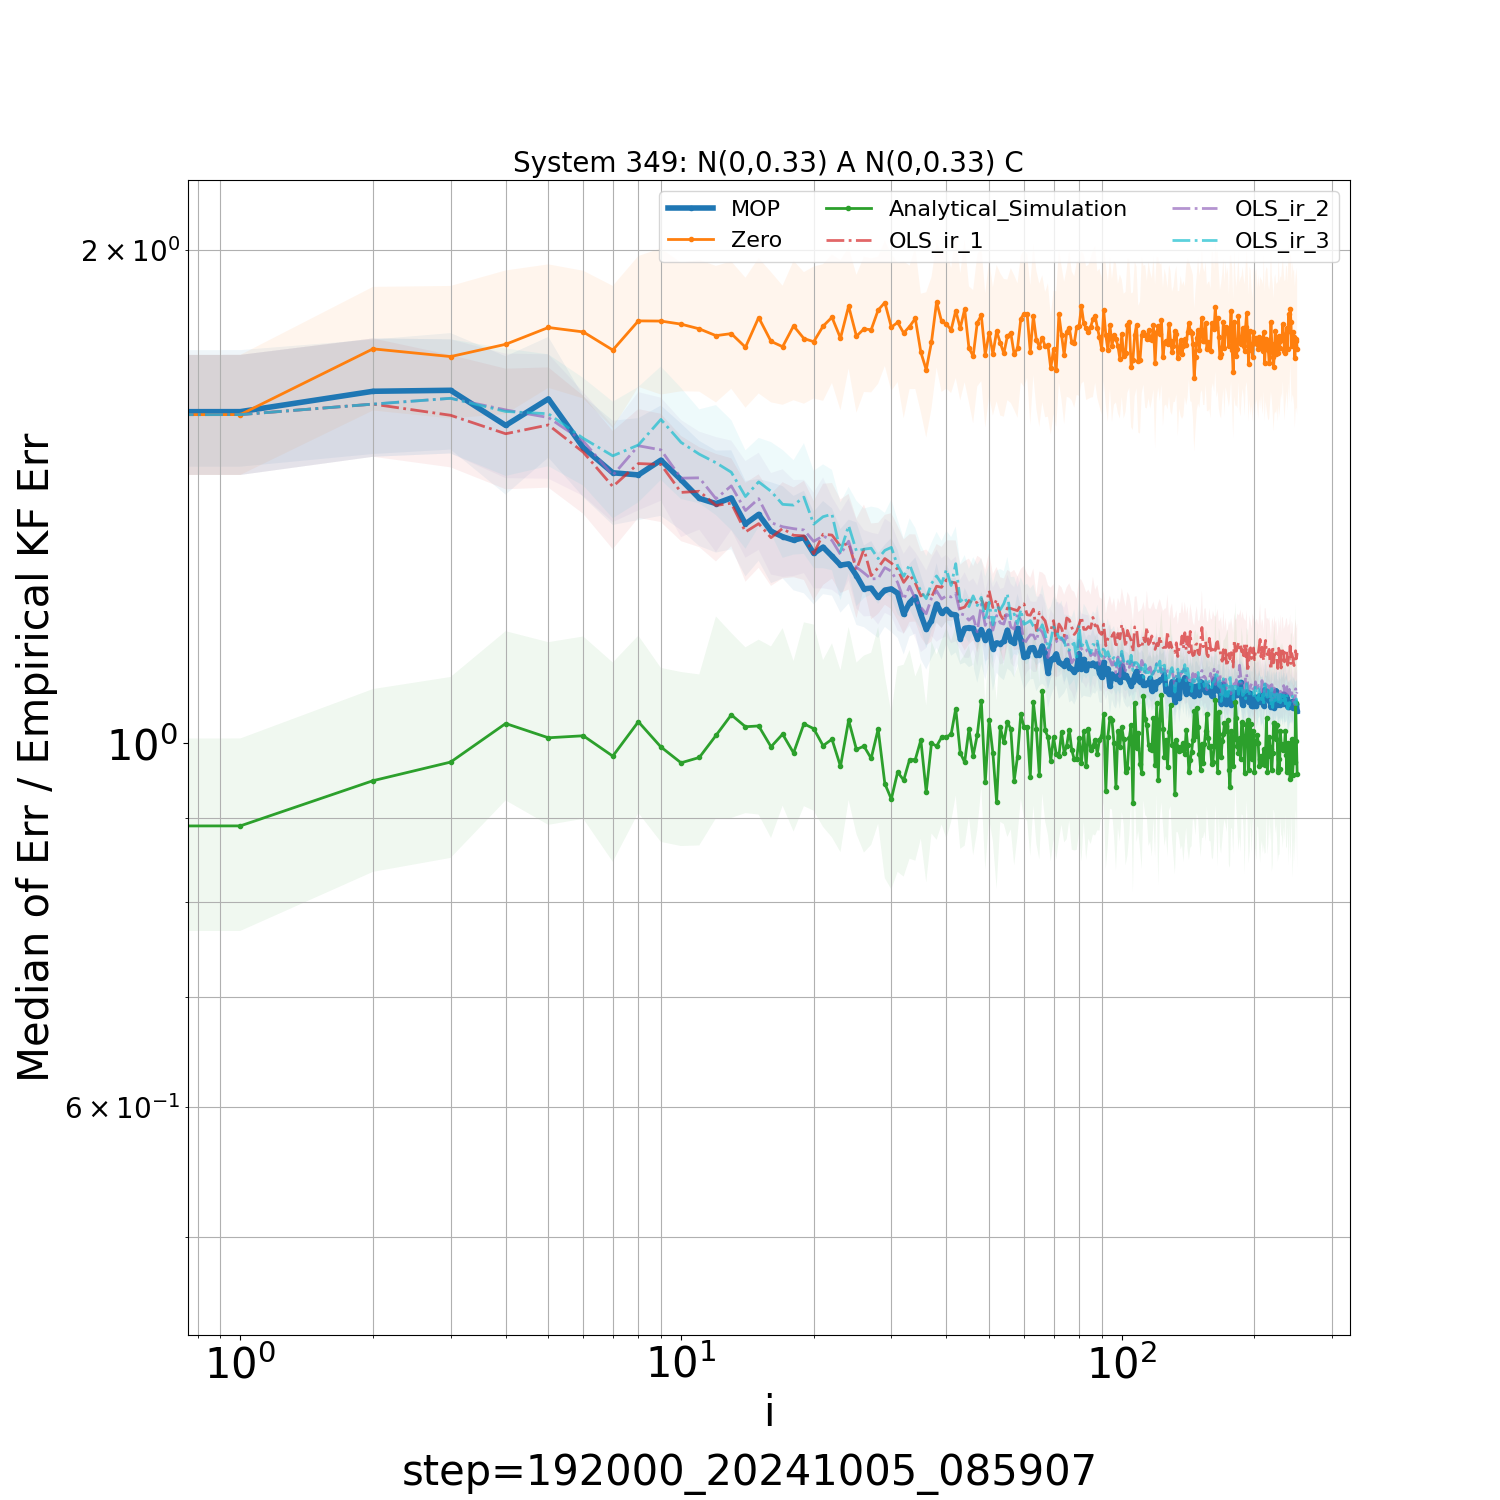 System 349: N(0,0.33) A N(0,0.33) C
MOP
Zero
Analytical_Simulation
OLS_ir_1
OLS_ir_2
OLS_ir_3
Median of Err / Empirical KF Err
2 × 10⁰
10⁰
6 × 10⁻¹
10⁰
10¹
10²
i
step=192000_20241005_085907